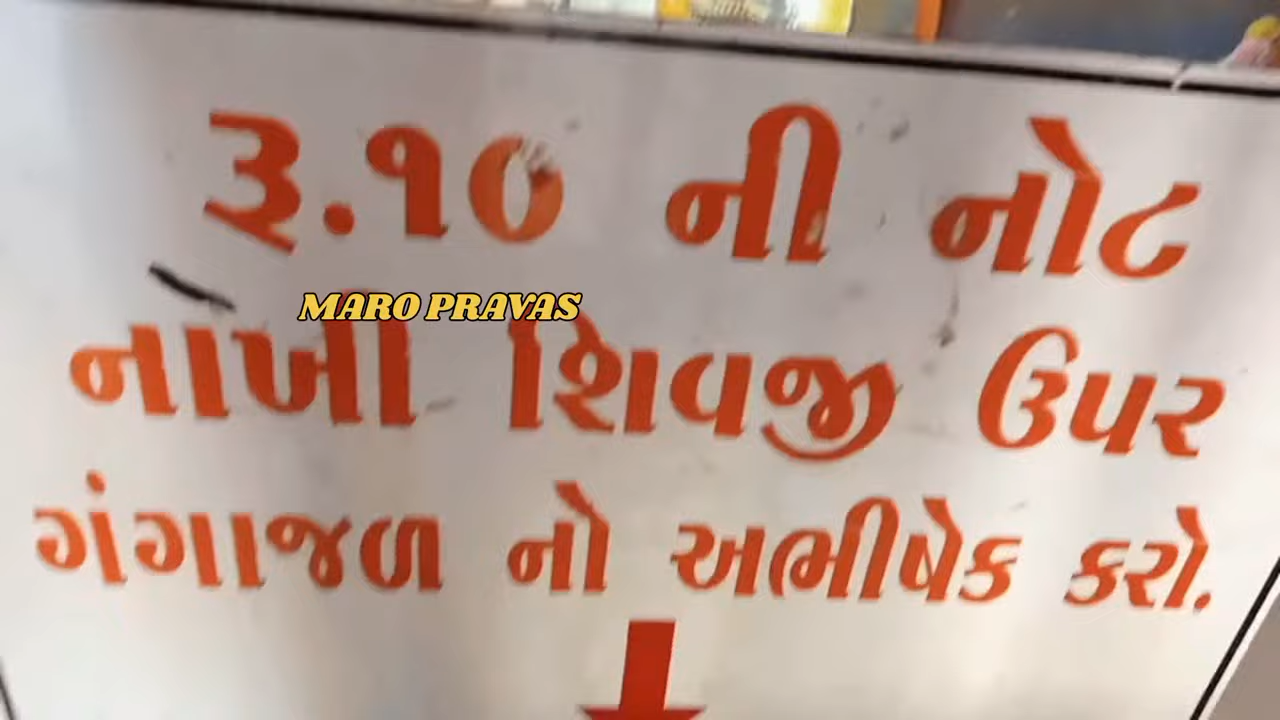 રૂ.૧૦ ની નોટ
MARO PRAVAS
નાખી શિવજી ઉપર
ગંગાજળ નો અભીષેક કરો.